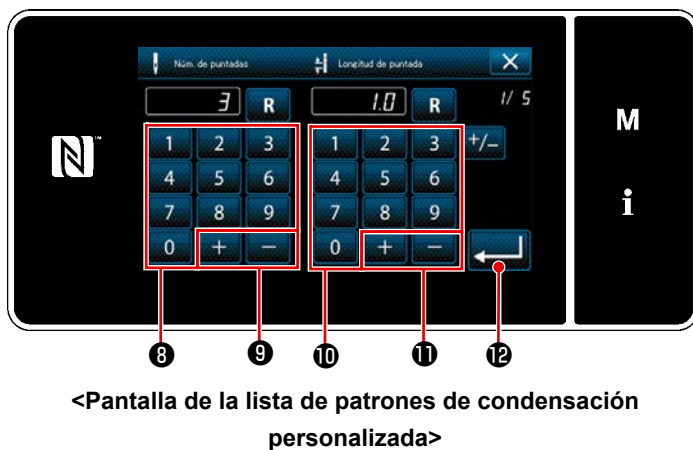 Núm. de puntadas Longitud de puntada
3 R 1.0 R 1/ 5
1 2 3 1 2 3 +/−
4 5 6 4 5 6
7 8 9 7 8 9
0 + − 0 + −
M
i
❽ ❾ ❿ ⓫ ⓬
<Pantalla de la lista de patrones de condensación
personalizada>